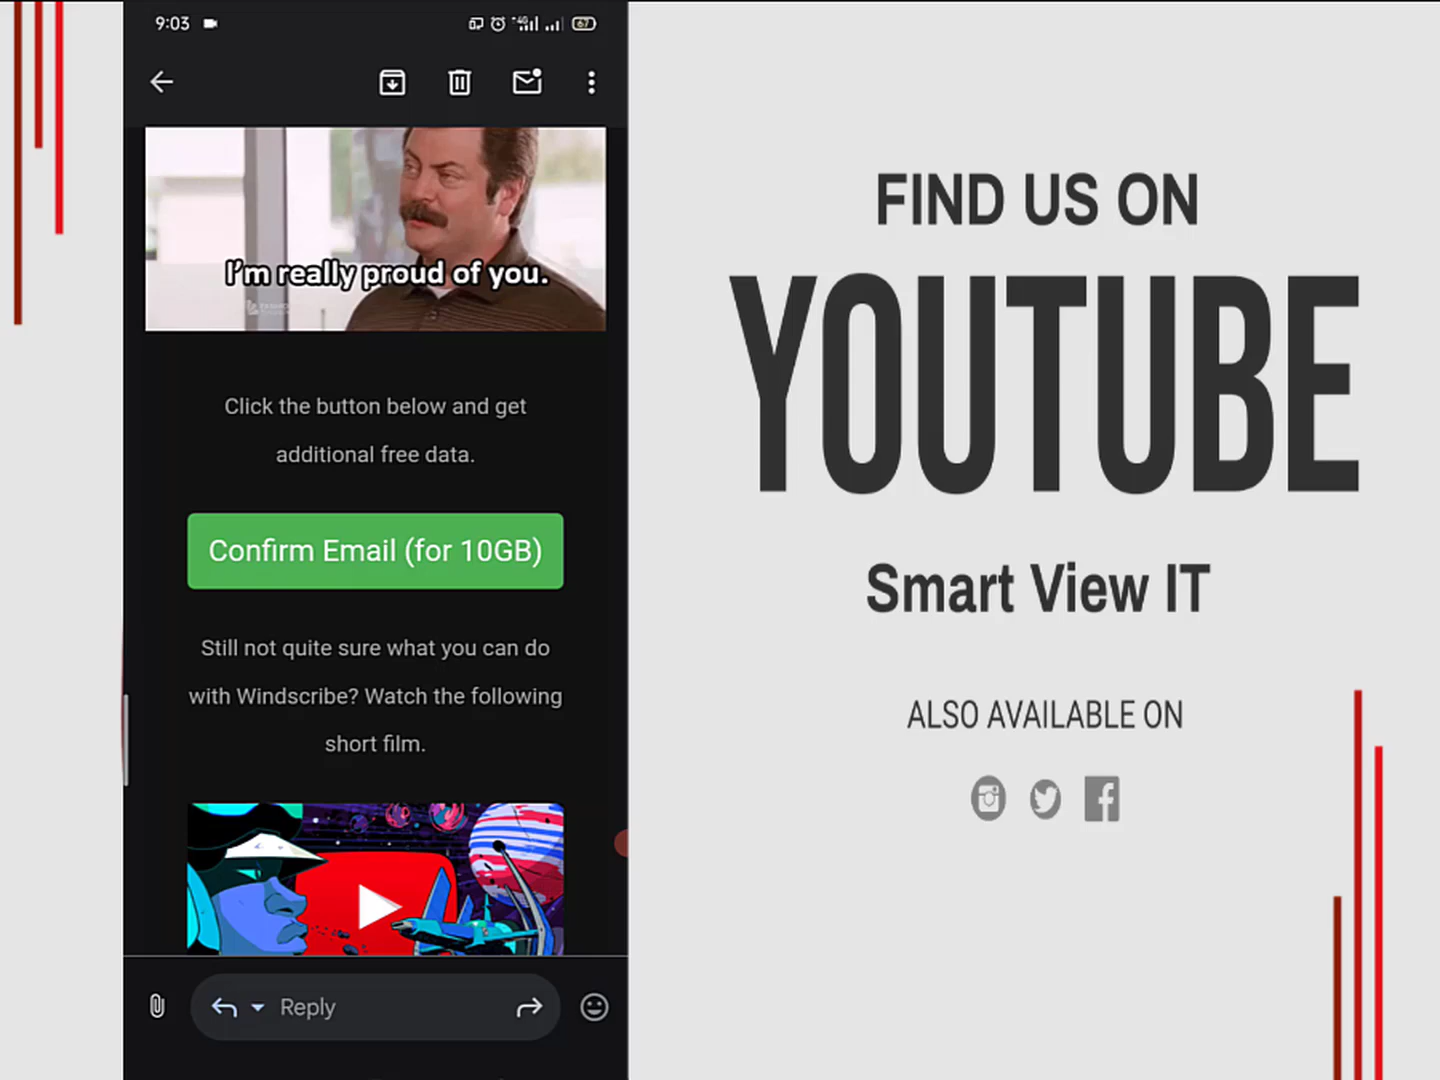 9:03
4G
67
I'm really proud of you.
Click the button below and get
additional free data.
Confirm Email (for 10GB)
Still not quite sure what you can do
with Windscribe? Watch the following
short film.
Reply
FIND US ON
YOUTUBE
Smart View IT
ALSO AVAILABLE ON